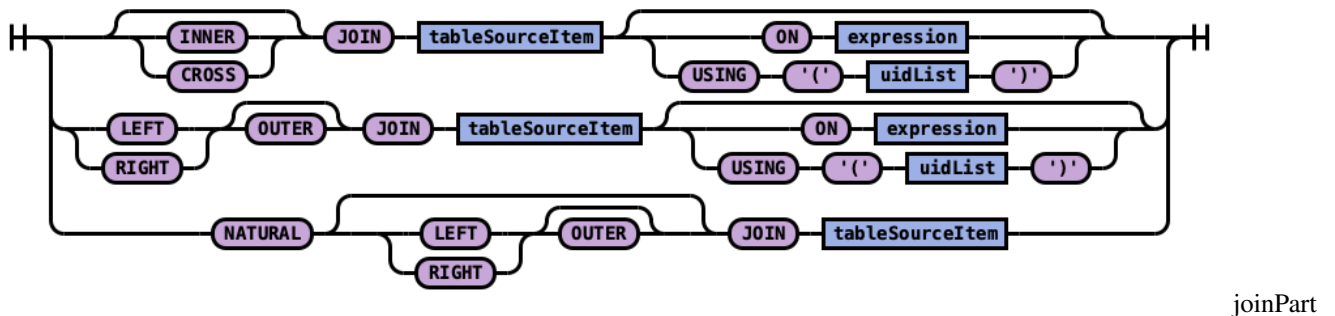 INNER JOIN tableSourceItem ON expression
CROSS USING '(' uidList ')'
LEFT OUTER JOIN tableSourceItem ON expression
RIGHT USING '(' uidList ')'
NATURAL LEFT OUTER JOIN tableSourceItem
RIGHT
joinPart